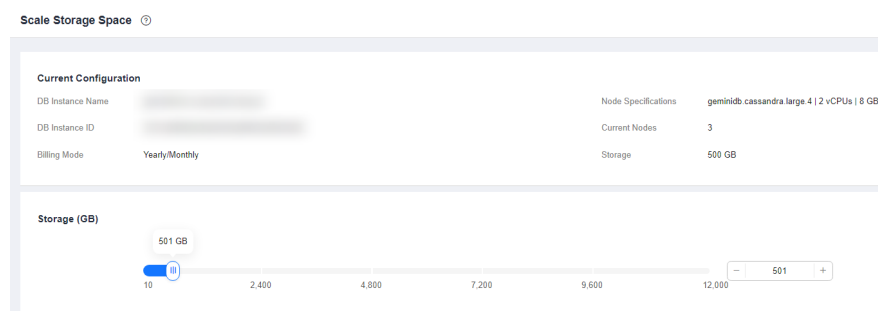 Scale Storage Space ?
Current Configuration
DB Instance Name
Node Specifications geminidb.cassandra.large.4 | 2 vCPUs | 8 GB
DB Instance ID
Current Nodes 3
Billing Mode Yearly/Monthly
Storage 500 GB
Storage (GB)
501 GB
− 501 +
10 2,400 4,800 7,200 9,600 12,000